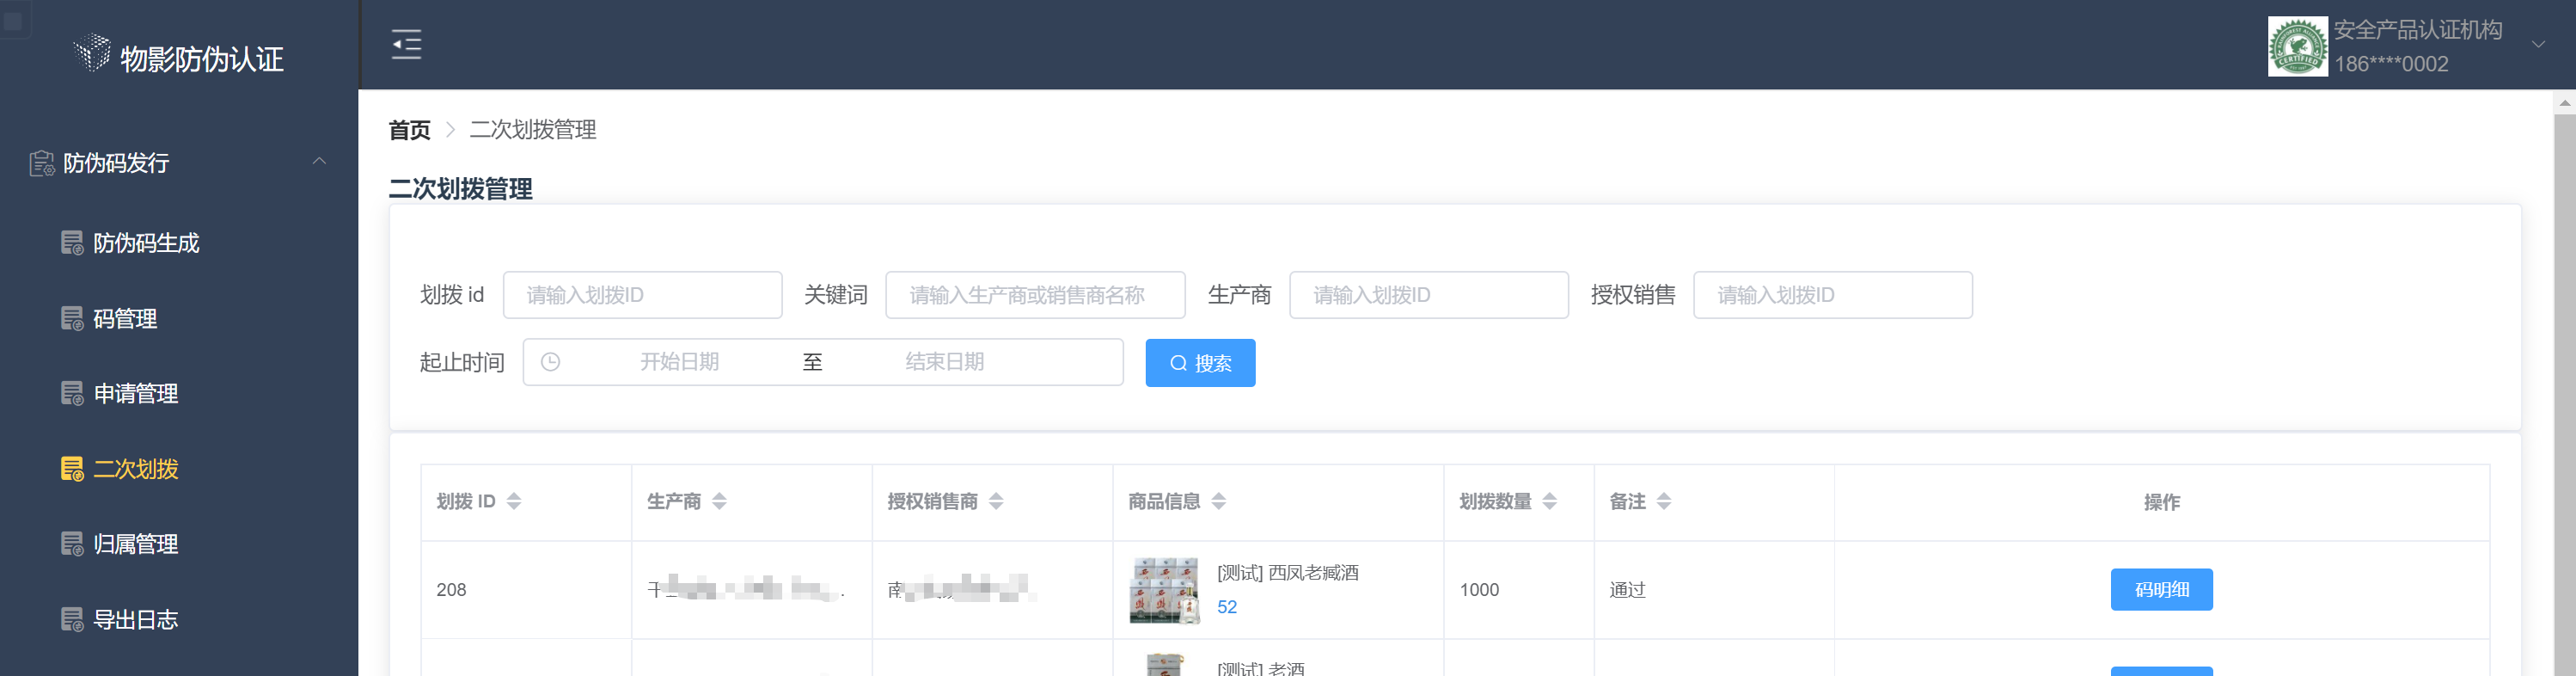 物影防伪认证
安全产品认证机构
186****0002
防伪码发行
防伪码生成
码管理
申请管理
二次划拨
归属管理
导出日志
首页 > 二次划拨管理
二次划拨管理
划拨 id 请输入划拨ID 关键词 请输入生产商或销售商名称 生产商 请输入划拨ID 授权销售 请输入划拨ID
起止时间 开始日期 至 结束日期 搜索
划拨 ID 生产商 授权销售商 商品信息 划拨数量 备注 操作
208 [测试] 西凤老臧酒 1000 通过 码明细
52
[测试] 老酒